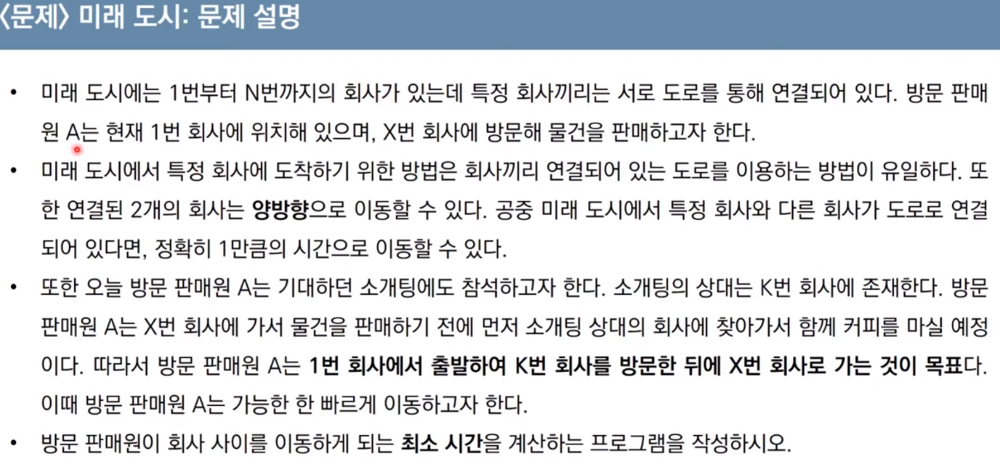 <문제> 미래 도시: 문제 설명
• 미래 도시에는 1번부터 N번까지의 회사가 있는데 특정 회사끼리는 서로 도로를 통해 연결되어 있다. 방문 판매
원 A는 현재 1번 회사에 위치해 있으며, X번 회사에 방문해 물건을 판매하고자 한다.
• 미래 도시에서 특정 회사에 도착하기 위한 방법은 회사끼리 연결되어 있는 도로를 이용하는 방법이 유일하다. 또
한 연결된 2개의 회사는 양방향으로 이동할 수 있다. 공중 미래 도시에서 특정 회사와 다른 회사가 도로로 연결
되어 있다면, 정확히 1만큼의 시간으로 이동할 수 있다.
• 또한 오늘 방문 판매원 A는 기대하던 소개팅에도 참석하고자 한다. 소개팅의 상대는 K번 회사에 존재한다. 방문
판매원 A는 X번 회사에 가서 물건을 판매하기 전에 먼저 소개팅 상대의 회사에 찾아가서 함께 커피를 마실 예정
이다. 따라서 방문 판매원 A는 1번 회사에서 출발하여 K번 회사를 방문한 뒤에 X번 회사로 가는 것이 목표다.
이때 방문 판매원 A는 가능한 한 빠르게 이동하고자 한다.
• 방문 판매원이 회사 사이를 이동하게 되는 최소 시간을 계산하는 프로그램을 작성하시오.